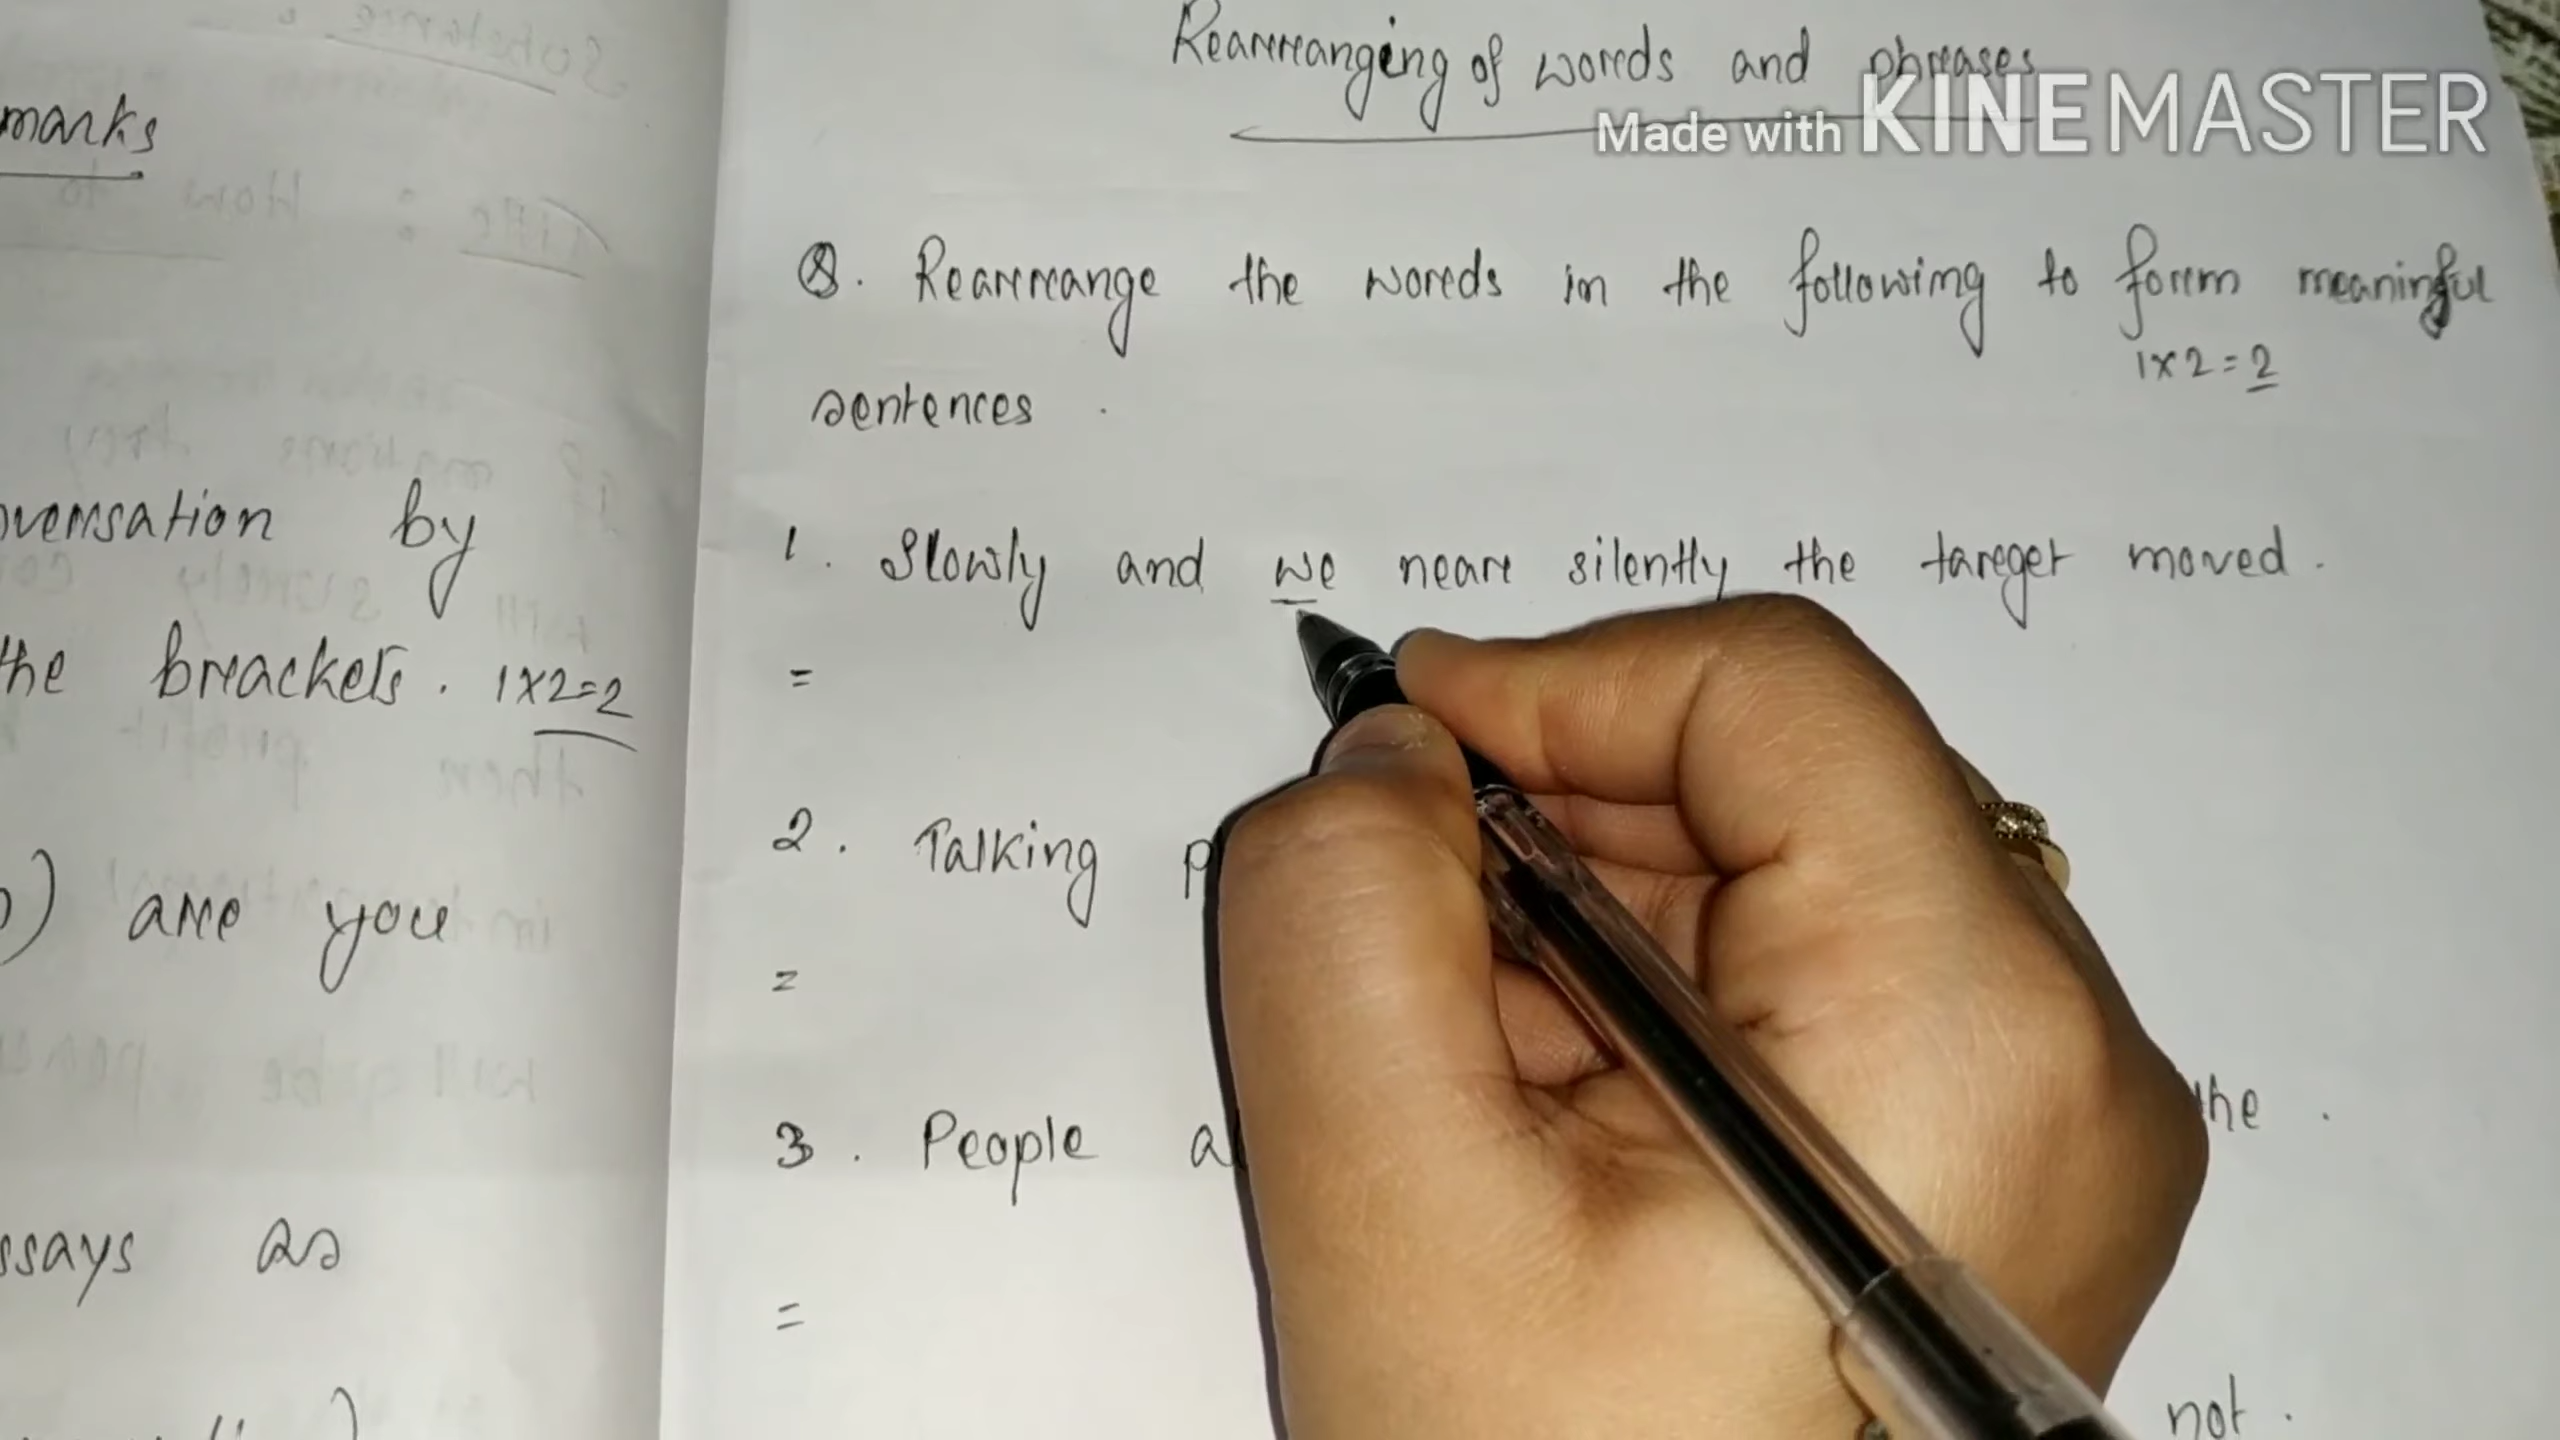 marks
oversation by
the brackets. 1x2=2
) are you
ssays as
Rearranging of words and phrases
Made with KINEMASTER
Q. Rearrange the words in the following to form meaningful
1x2=2
sentences.
1. Slowly and we near silently the target moved.
=
2. Talking p
=
3. People a the.
=
not.